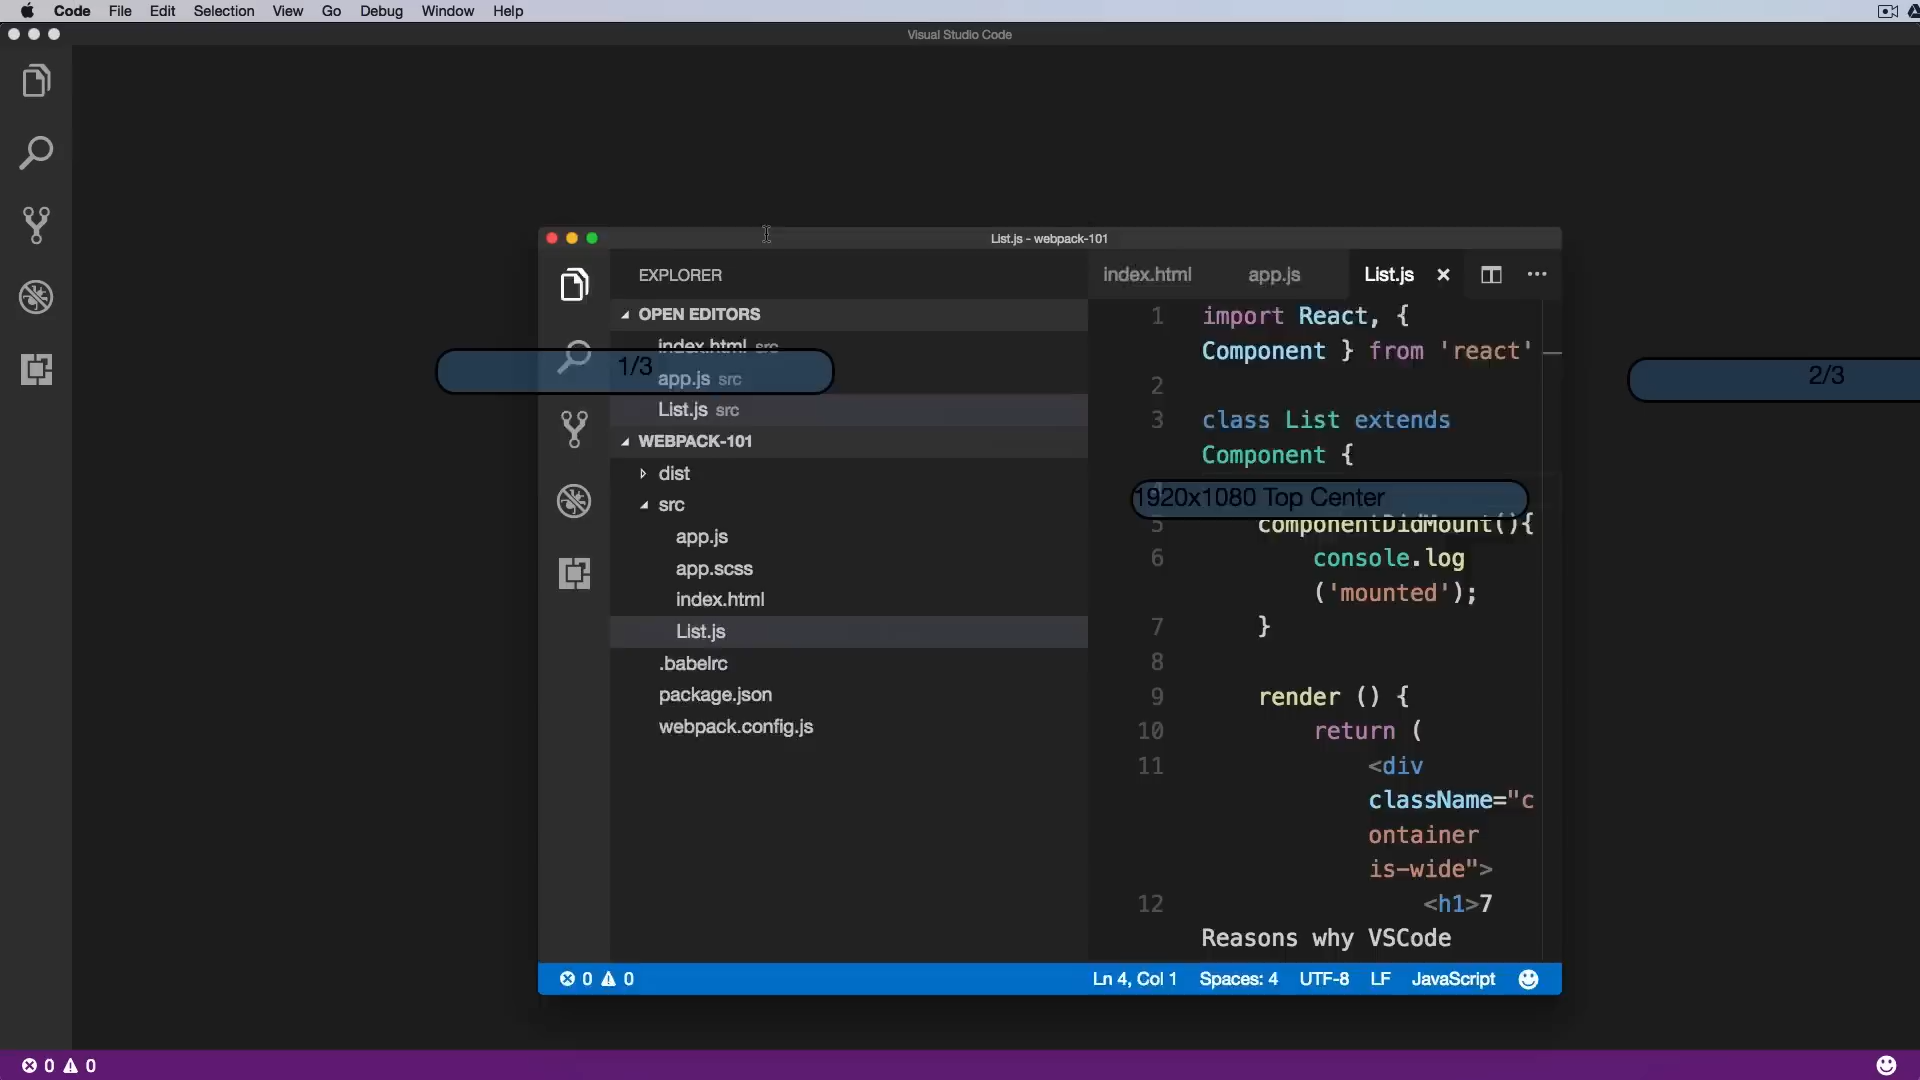 Code File Edit Selection View Go Debug Window Help
Visual Studio Code
List.js - webpack-101
EXPLORER
OPEN EDITORS
index.html src
app.js src
List.js src
WEBPACK-101
dist
src
app.js
app.scss
index.html
List.js
.babelrc
package.json
webpack.config.js
1/3
2/3
1920x1080 Top Center
index.html app.js List.js
1 import React, {
Component } from 'react'
2
3 class List extends
Component {
4
5 componentDidMount(){
6 console.log
('mounted');
7 }
8
9 render () {
10 return (
11 <div
className="c
ontainer
is-wide">
12 <h1>7
Reasons why VSCode
0 0 Ln 4, Col 1 Spaces: 4 UTF-8 LF JavaScript
0 0